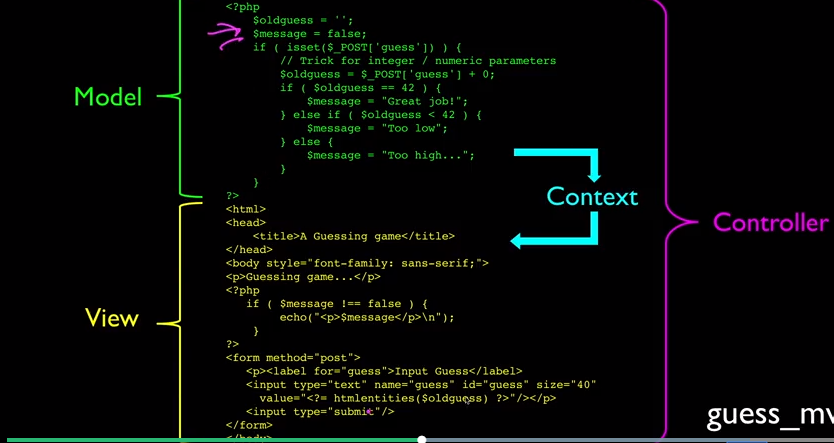 <?php
$oldguess = '';
$message = false;
if ( isset($_POST['guess']) ) {
// Trick for integer / numeric parameters
$oldguess = $_POST['guess'] + 0;
if ( $oldguess == 42 ) {
$message = "Great job!";
} else if ( $oldguess < 42 ) {
$message = "Too low";
} else {
$message = "Too high...";
}
}
?>
<html>
<head>
<title>A Guessing game</title>
</head>
<body style="font-family: sans-serif;">
<p>Guessing game...</p>
<?php
if ( $message !== false ) {
echo("<p>$message</p>\n");
}
?>
<form method="post">
<p><label for="guess">Input Guess</label>
<input type="text" name="guess" id="guess" size="40"
value="<?= htmlentities($oldguess) ?>"/></p>
<input type="submit"/>
</form>
</body>
Model
View
Context
Controller
guess_mv